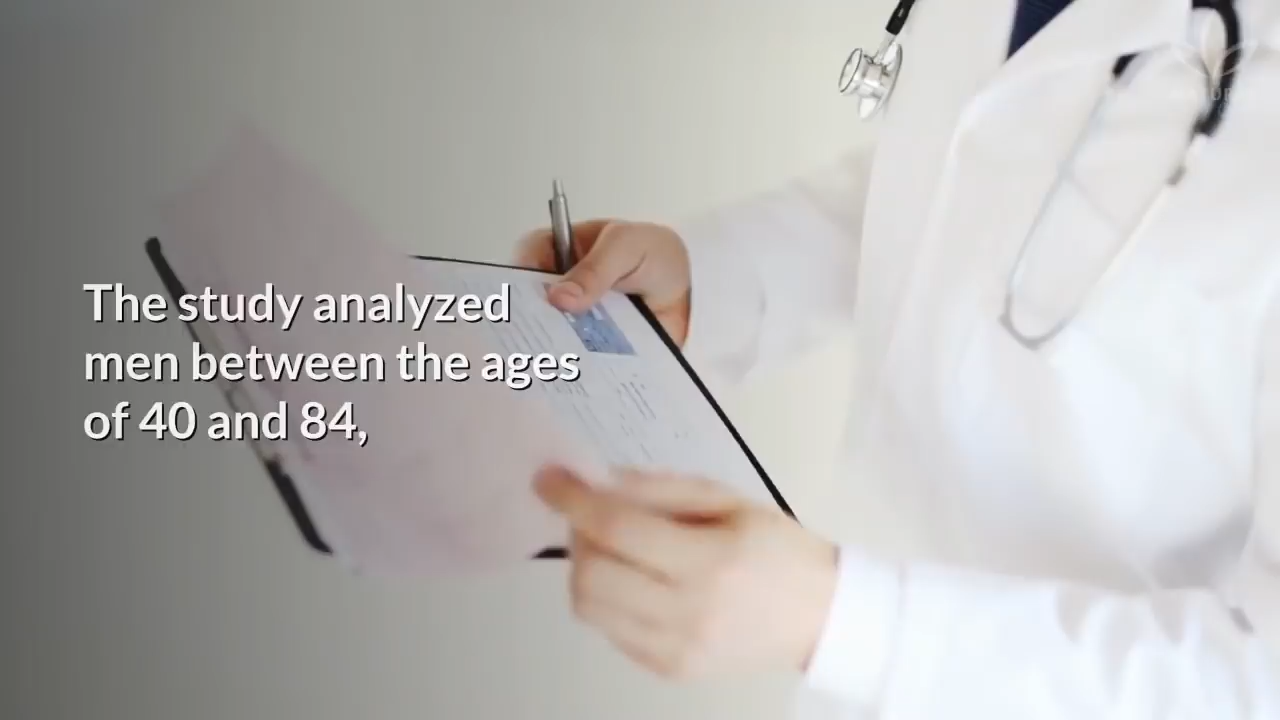 The study analyzed
men between the ages
of 40 and 84,